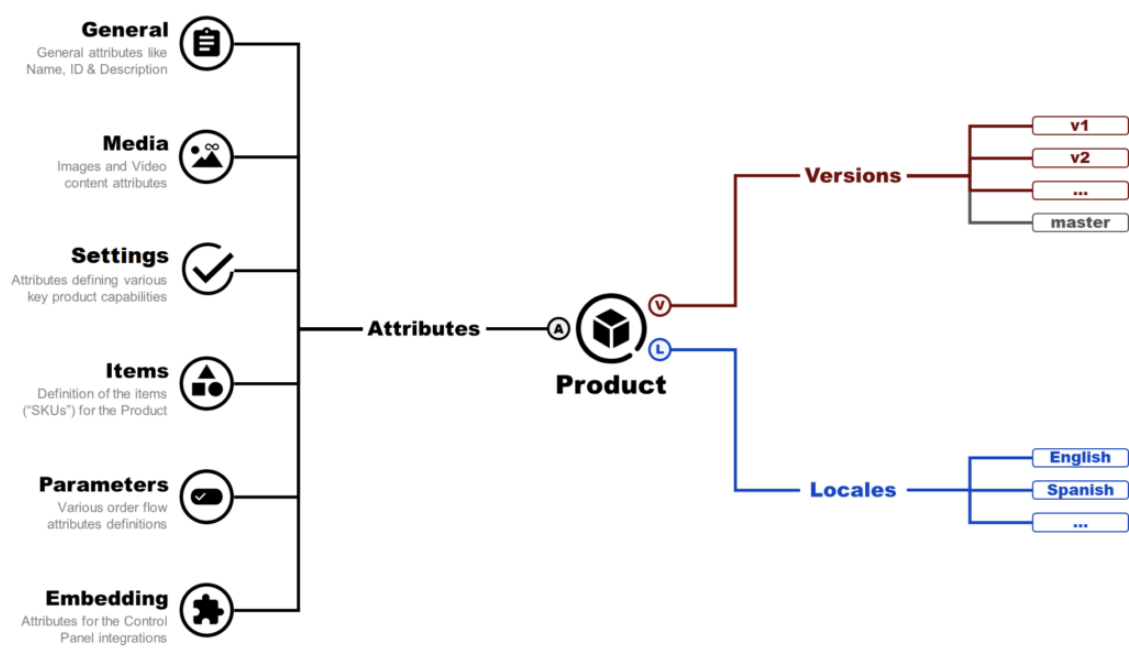 General
General attributes like
Name, ID & Description
Media
Images and Video
content attributes
Settings
Attributes defining various
key product capabilities
Items
Definition of the items
(“SKUs”) for the Product
Parameters
Various order flow
attributes definitions
Embedding
Attributes for the Control
Panel integrations
Attributes
A
Product
V
L
Versions
v1
v2
...
master
Locales
English
Spanish
...